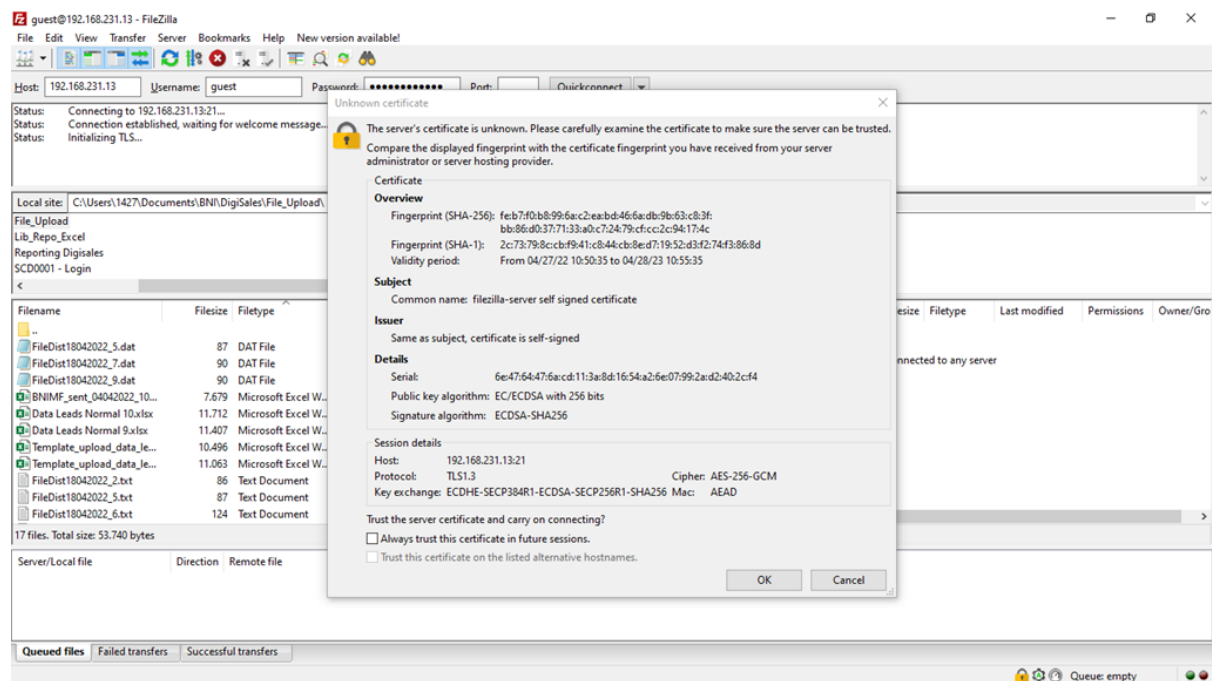 guest@192.168.231.13 - FileZilla
File Edit View Transfer Server Bookmarks Help New version available!
Host: 192.168.231.13 Username: guest Password: ●●●●●●●●●●●● Port: Quickconnect
Status: Connecting to 192.168.231.13:21...
Status: Connection established, waiting for welcome message...
Status: Initializing TLS...
Unknown certificate
The server's certificate is unknown. Please carefully examine the certificate to make sure the server can be trusted.
Compare the displayed fingerprint with the certificate fingerprint you have received from your server
administrator or server hosting provider.
Certificate
Overview
Fingerprint (SHA-256): fe:b7:f0:b8:99:6a:c2:ea:bd:46:6a:db:9b:63:c8:3f:
bb:86:d0:37:71:33:a0:c7:24:79:cf:cc:2c:94:17:4c
Fingerprint (SHA-1): 2c:73:79:8c:cb:f9:41:c8:44:cb:8e:d7:19:52:d3:f2:74:f3:86:8d
Validity period: From 04/27/22 10:50:35 to 04/28/23 10:55:35
Subject
Common name: filezilla-server self signed certificate
Issuer
Same as subject, certificate is self-signed
Details
Serial: 6e:47:64:47:6a:cd:11:3a:8d:16:54:a2:6e:07:99:2a:d2:40:2c:f4
Public key algorithm: EC/ECDSA with 256 bits
Signature algorithm: ECDSA-SHA256
Session details
Host: 192.168.231.13:21
Protocol: TLS1.3 Cipher: AES-256-GCM
Key exchange: ECDHE-SECP384R1-ECDSA-SECP256R1-SHA256 Mac: AEAD
Trust the server certificate and carry on connecting?
Always trust this certificate in future sessions.
Trust this certificate on the listed alternative hostnames.
OK Cancel
Local site: C:\Users\1427\Documents\BNI\DigiSales\File_Upload\
File_Upload
Lib_Repo_Excel
Reporting Digisales
SCD0001 - Login
Filename Filesize Filetype
..
FileDist18042022_5.dat 87 DAT File
FileDist18042022_7.dat 90 DAT File
FileDist18042022_9.dat 90 DAT File
BNIMF_sent_04042022_10... 7.679 Microsoft Excel W...
Data Leads Normal 10.xlsx 11.712 Microsoft Excel W...
Data Leads Normal 9.xlsx 11.407 Microsoft Excel W...
Template_upload_data_le... 10.496 Microsoft Excel W...
Template_upload_data_le... 11.063 Microsoft Excel W...
FileDist18042022_2.txt 86 Text Document
FileDist18042022_5.txt 87 Text Document
FileDist18042022_6.txt 124 Text Document
17 files. Total size: 53.740 bytes
esize Filetype Last modified Permissions Owner/Gro
nnected to any server
Server/Local file Direction Remote file
Queued files Failed transfers Successful transfers
Queue: empty